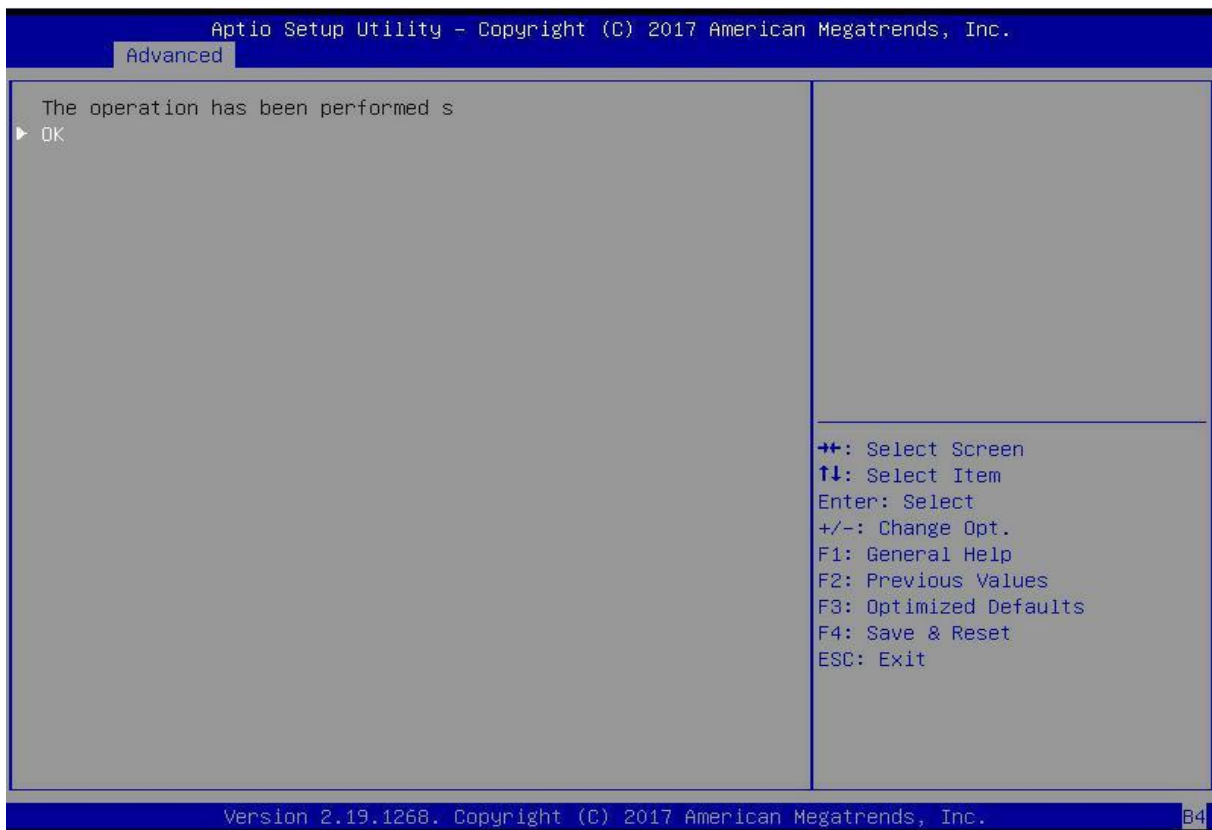 Aptio Setup Utility – Copyright (C) 2017 American Megatrends, Inc.
Advanced
The operation has been performed s
▶ OK
→←: Select Screen
↑↓: Select Item
Enter: Select
+/-: Change Opt.
F1: General Help
F2: Previous Values
F3: Optimized Defaults
F4: Save & Reset
ESC: Exit
Version 2.19.1268. Copyright (C) 2017 American Megatrends, Inc.
B4